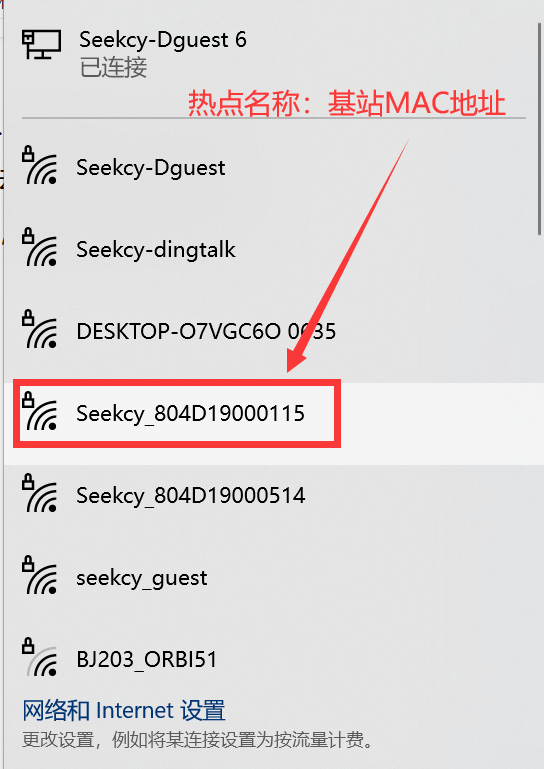 Seekcy-Dguest 6
已连接
热点名称：基站MAC地址
Seekcy-Dguest
Seekcy-dingtalk
DESKTOP-O7VGC6O 0635
Seekcy_804D19000115
Seekcy_804D19000514
seekcy_guest
BJ203_ORBI51
网络和 Internet 设置
更改设置，例如将某连接设置为按流量计费。